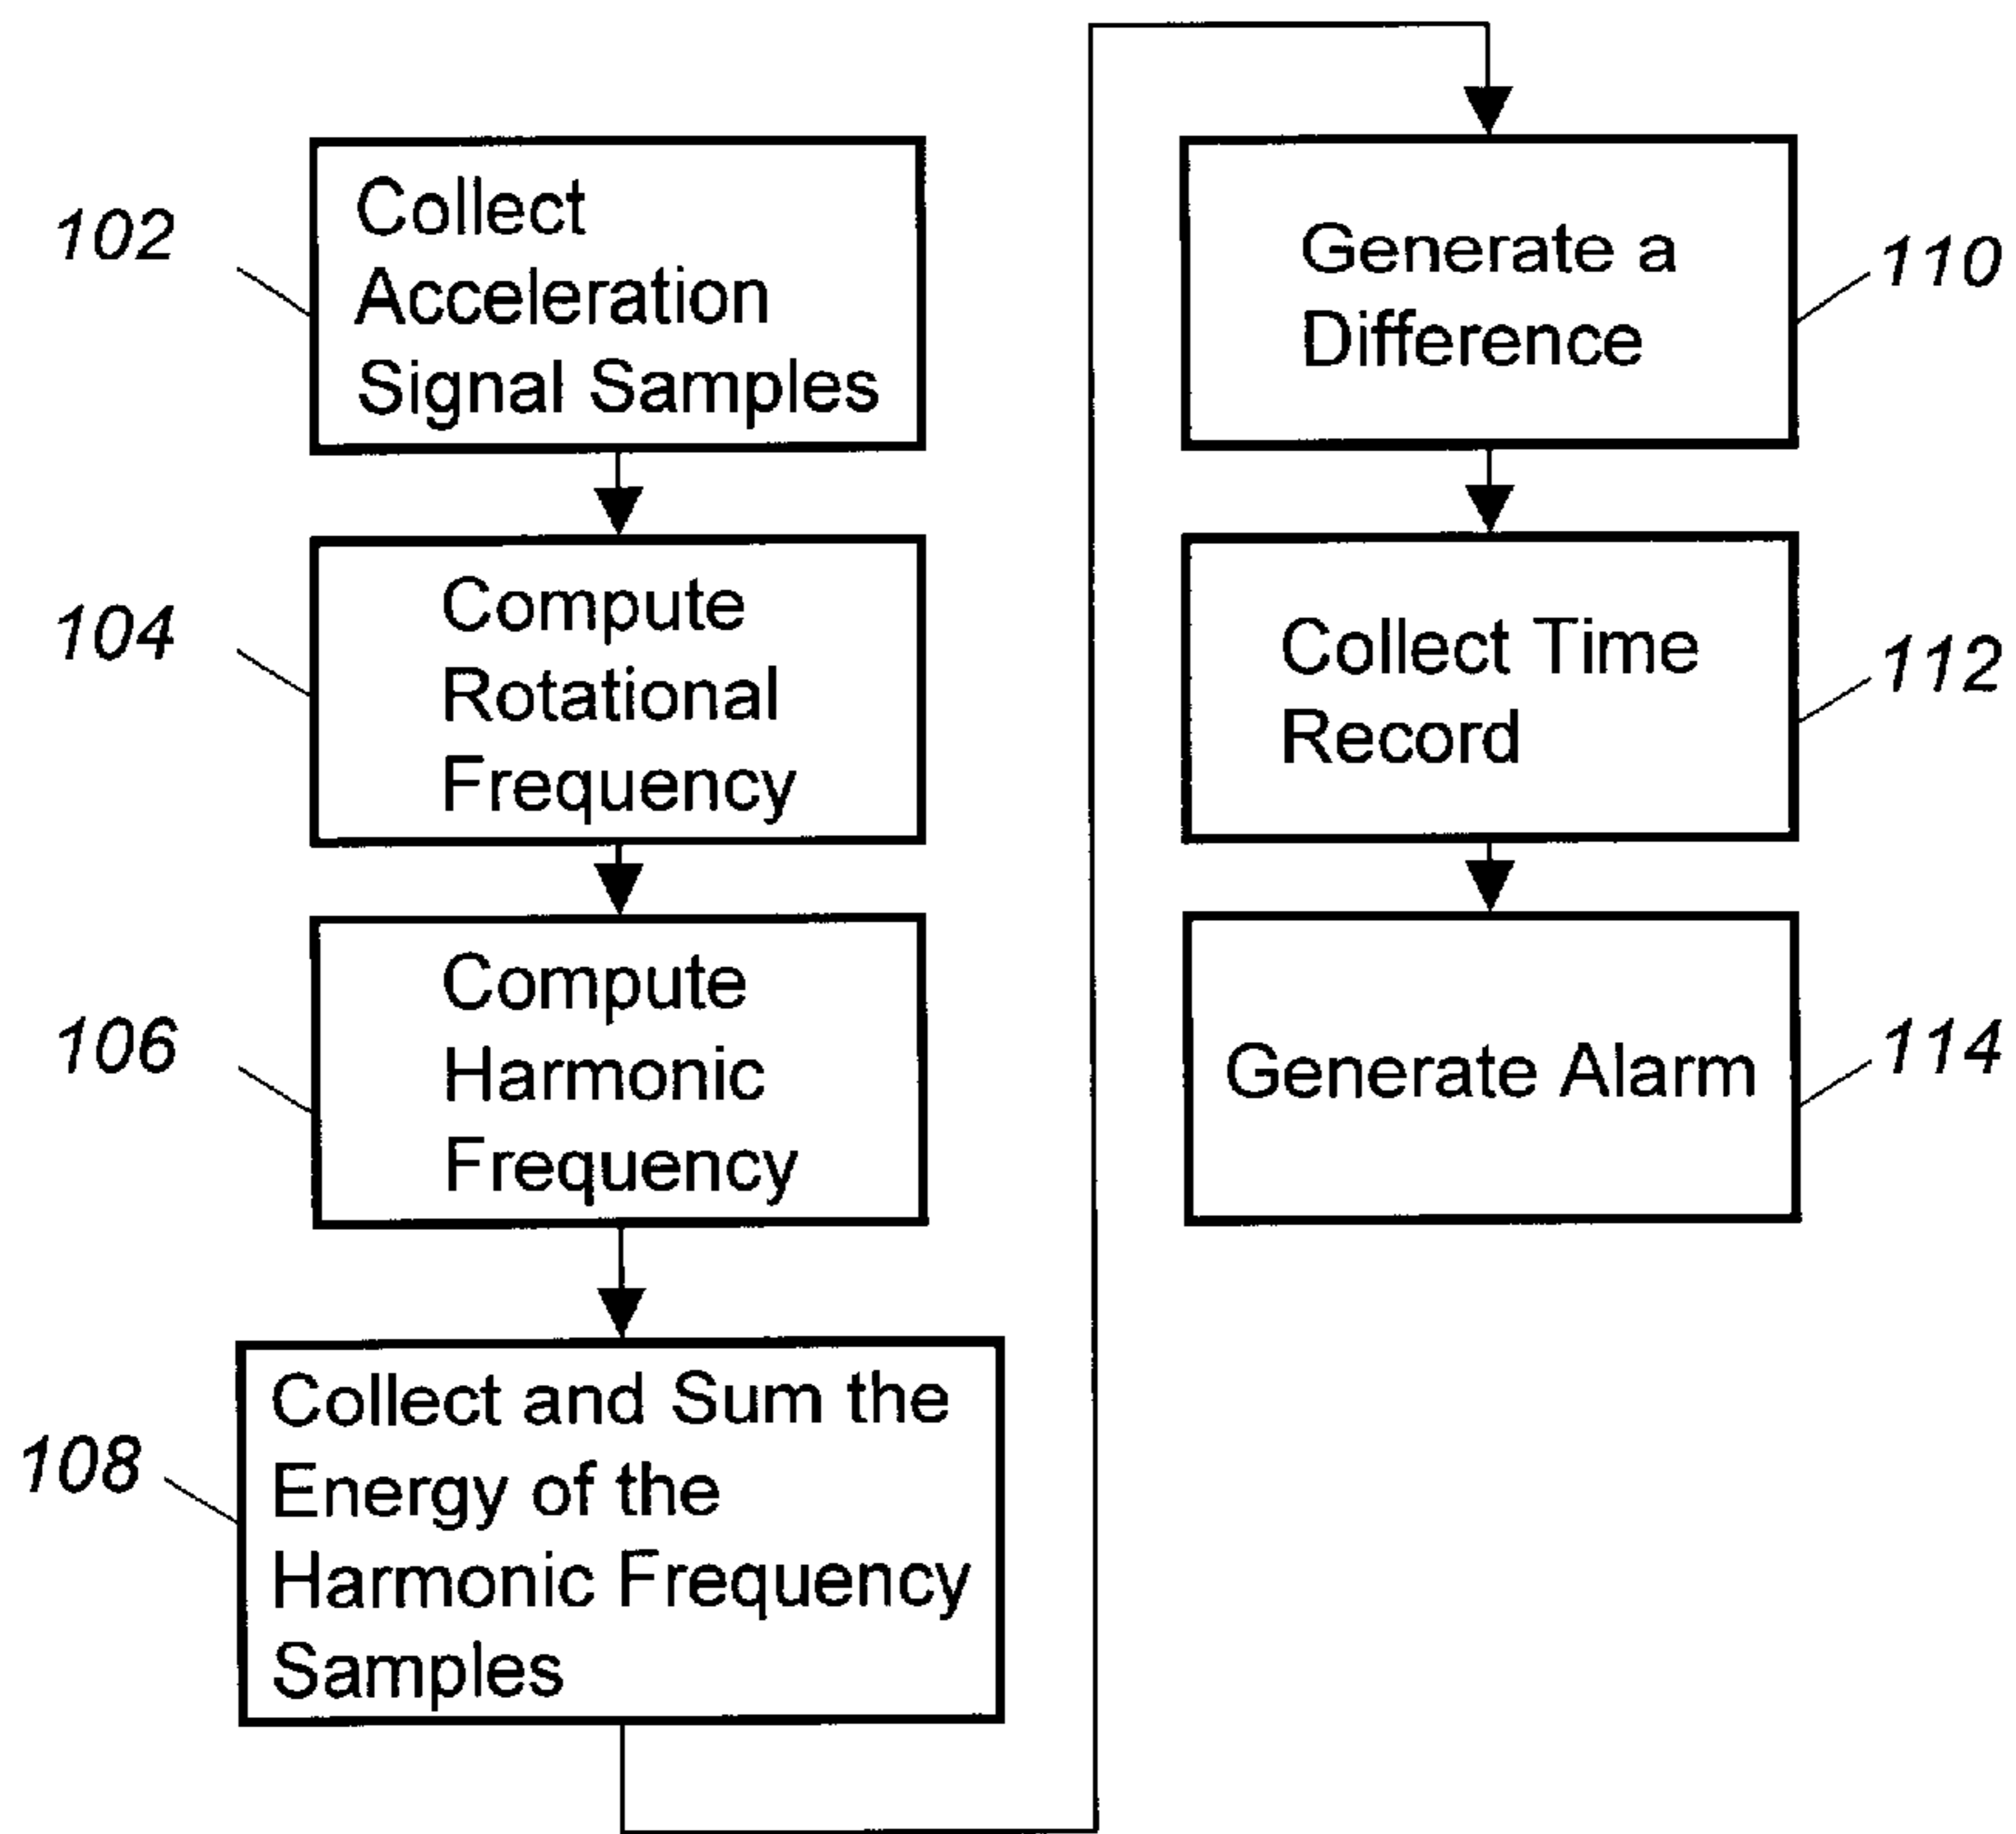 102
Collect
Acceleration
Signal Samples
104
Compute
Rotational
Frequency
106
Compute
Harmonic
Frequency
108
Collect and Sum the
Energy of the
Harmonic Frequency
Samples
Generate a
Difference
110
Collect Time
Record
112
Generate Alarm
114